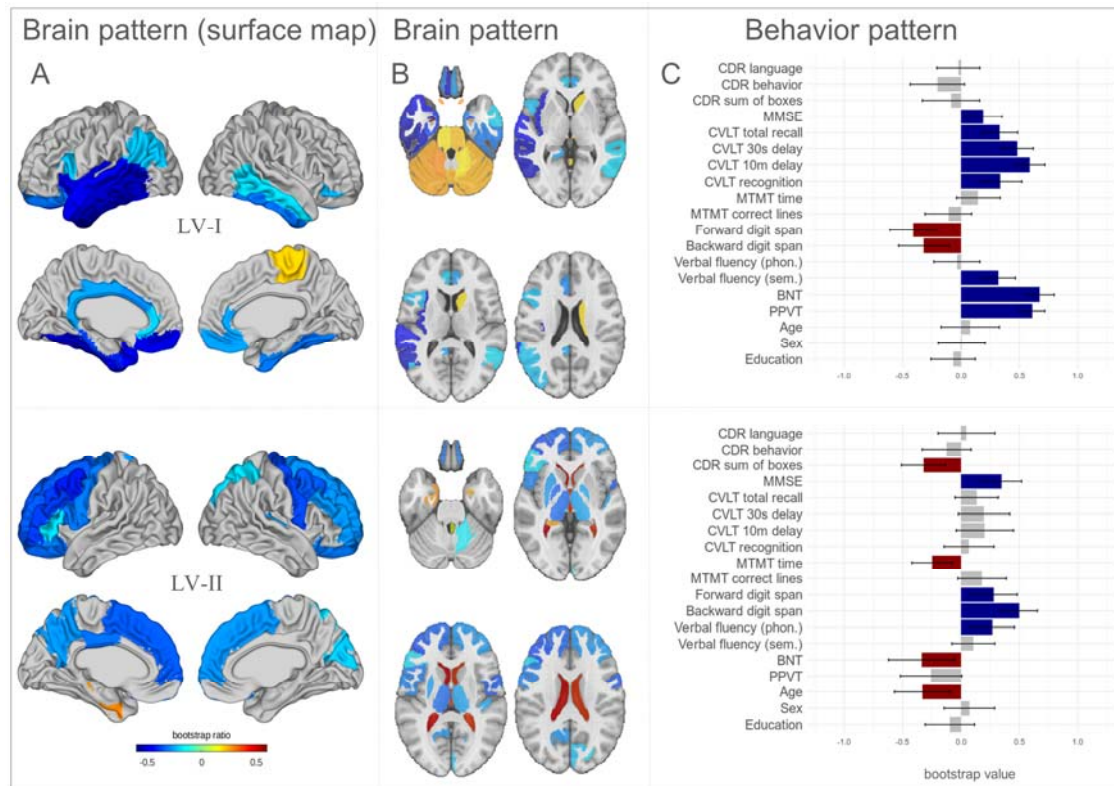 Brain pattern (surface map)
Brain pattern
Behavior pattern
A
LV-I
LV-II
bootstrap ratio
-0.5 0 0.5
B
C
CDR language
CDR behavior
CDR sum of boxes
MMSE
CVLT total recall
CVLT 30s delay
CVLT 10m delay
CVLT recognition
MTMT time
MTMT correct lines
Forward digit span
Backward digit span
Verbal fluency (phon.)
Verbal fluency (sem.)
BNT
PPVT
Age
Sex
Education
-1.0 -0.5 0.0 0.5 1.0
CDR language
CDR behavior
CDR sum of boxes
MMSE
CVLT total recall
CVLT 30s delay
CVLT 10m delay
CVLT recognition
MTMT time
MTMT correct lines
Forward digit span
Backward digit span
Verbal fluency (phon.)
Verbal fluency (sem.)
BNT
PPVT
Age
Sex
Education
-1.0 -0.5 0.0 0.5 1.0
bootstrap value